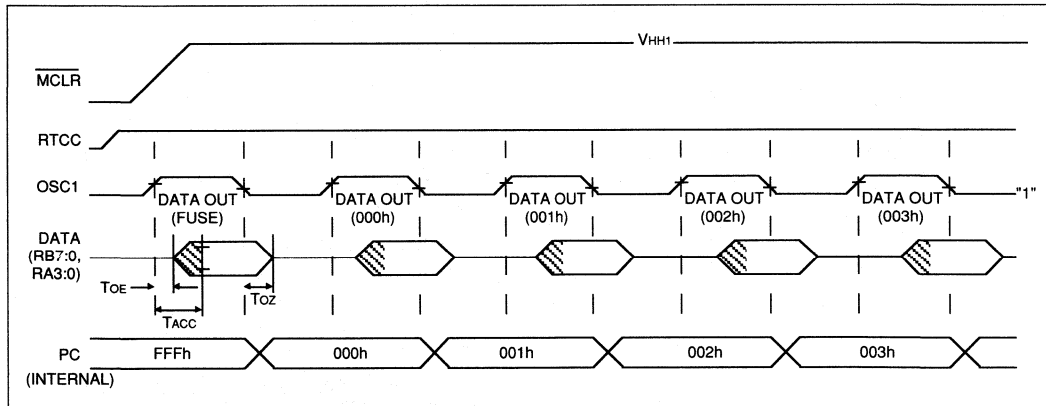 VHH1
MCLR
RTCC
OSC1
DATA OUT (FUSE)
DATA OUT (000h)
DATA OUT (001h)
DATA OUT (002h)
DATA OUT (003h)
"1"
DATA
(RB7:0,
RA3:0)
TOE
TOZ
TACC
PC
(INTERNAL)
FFFh
000h
001h
002h
003h